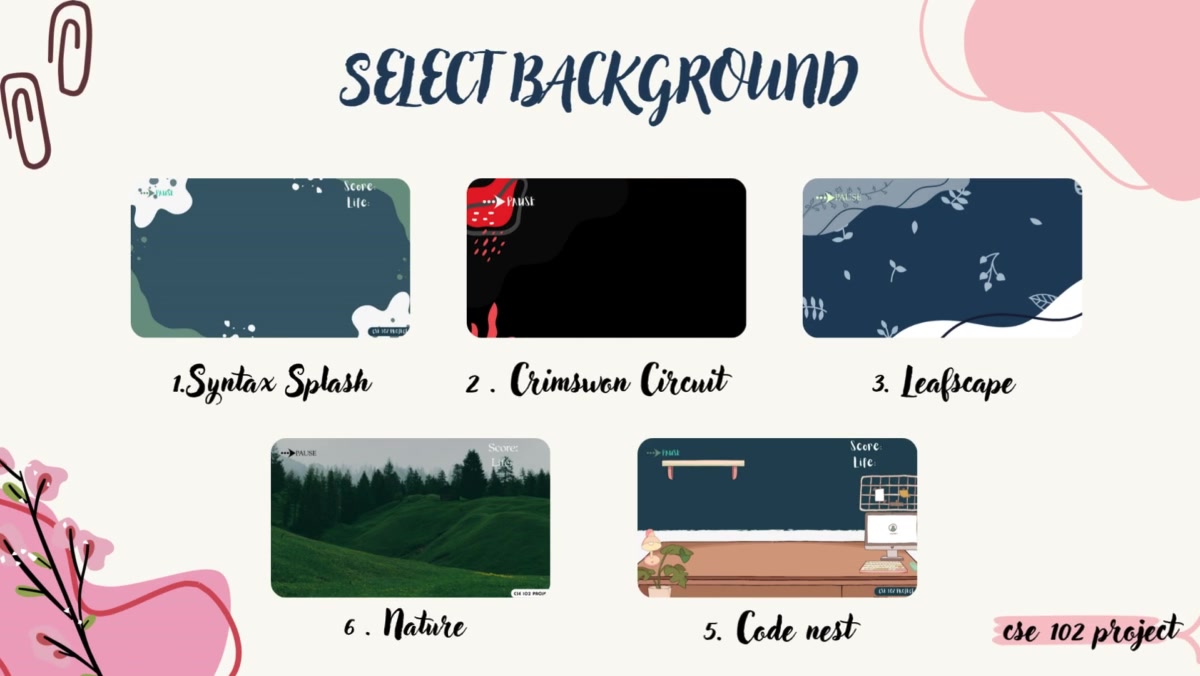 SELECT BACKGROUND
PAUSE
Score:
Life:
CSE 102 PROJECT
PAUSE
PAUSE
1.Syntax Splash
2 . Crimswon Circuit
3. Leafscape
PAUSE
Score:
Life:
CSE 102 PROJ
PAUSE
Score:
Life:
CSE 102 PROJECT
6 . Nature
5. Code nest
cse 102 project